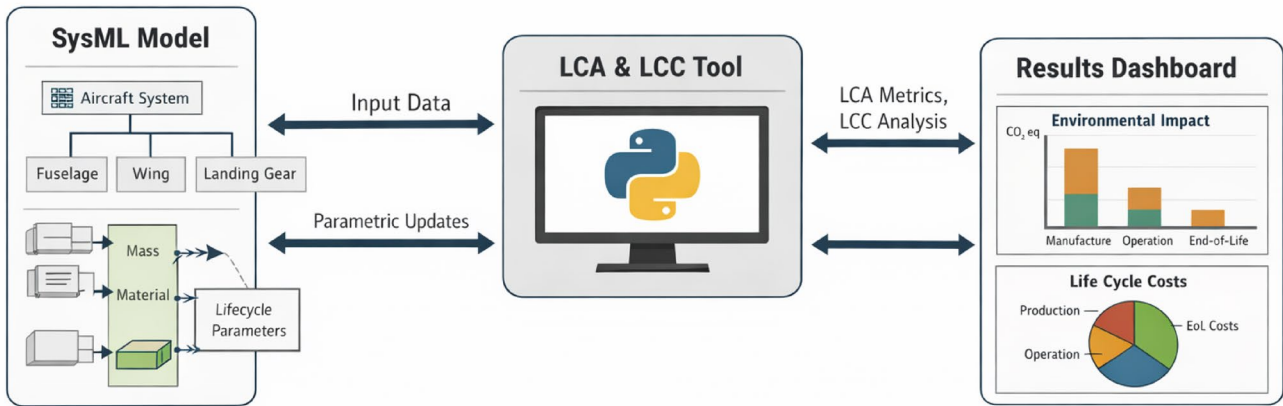 SysML Model
Aircraft System
Fuselage
Wing
Landing Gear
Mass
Material
Lifecycle
Parameters
Input Data
Parametric Updates
LCA & LCC Tool
LCA Metrics,
LCC Analysis
Results Dashboard
Environmental Impact
CO₂ eq
Manufacture
Operation
End-of-Life
Life Cycle Costs
Production
EoL Costs
Operation